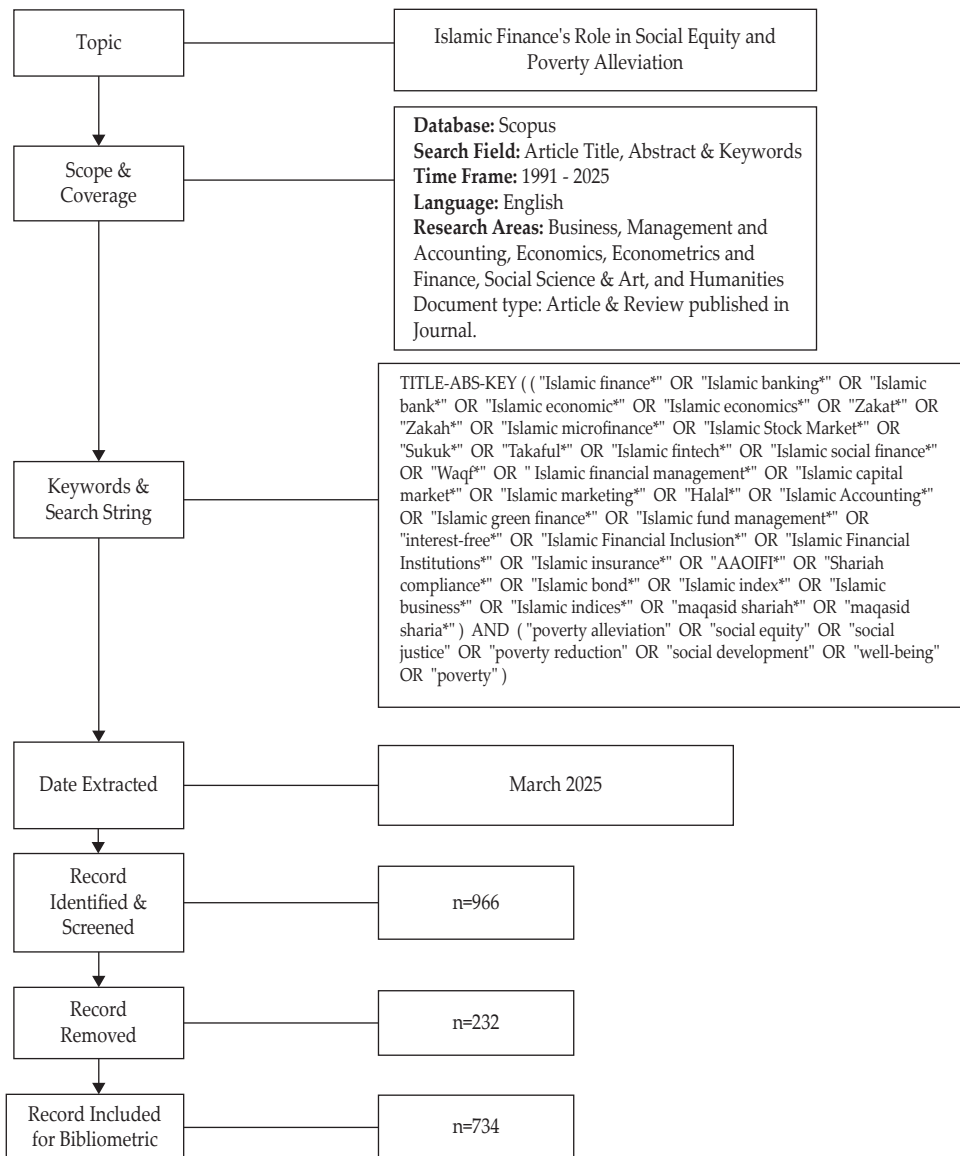 Topic
Islamic Finance's Role in Social Equity and
Poverty Alleviation
Scope &
Coverage
Database: Scopus
Search Field: Article Title, Abstract & Keywords
Time Frame: 1991 - 2025
Language: English
Research Areas: Business, Management and
Accounting, Economics, Econometrics and
Finance, Social Science & Art, and Humanities
Document type: Article & Review published in
Journal.
Keywords &
Search String
TITLE-ABS-KEY ( ( "Islamic finance*" OR "Islamic banking*" OR "Islamic
bank*" OR "Islamic economic*" OR "Islamic economics*" OR "Zakat*" OR
"Zakah*" OR "Islamic microfinance*" OR "Islamic Stock Market*" OR
"Sukuk*" OR "Takaful*" OR "Islamic fintech*" OR "Islamic social finance*"
OR "Waqf*" OR " Islamic financial management*" OR "Islamic capital
market*" OR "Islamic marketing*" OR "Halal*" OR "Islamic Accounting*"
OR "Islamic green finance*" OR "Islamic fund management*" OR
"interest-free*" OR "Islamic Financial Inclusion*" OR "Islamic Financial
Institutions*" OR "Islamic insurance*" OR "AAOIFI*" OR "Shariah
compliance*" OR "Islamic bond*" OR "Islamic index*" OR "Islamic
business*" OR "Islamic indices*" OR "maqasid shariah*" OR "maqasid
sharia*" ) AND ( "poverty alleviation" OR "social equity" OR "social
justice" OR "poverty reduction" OR "social development" OR "well-being"
OR "poverty" )
Date Extracted
March 2025
Record
Identified &
Screened
n=966
Record
Removed
n=232
Record Included
for Bibliometric
n=734